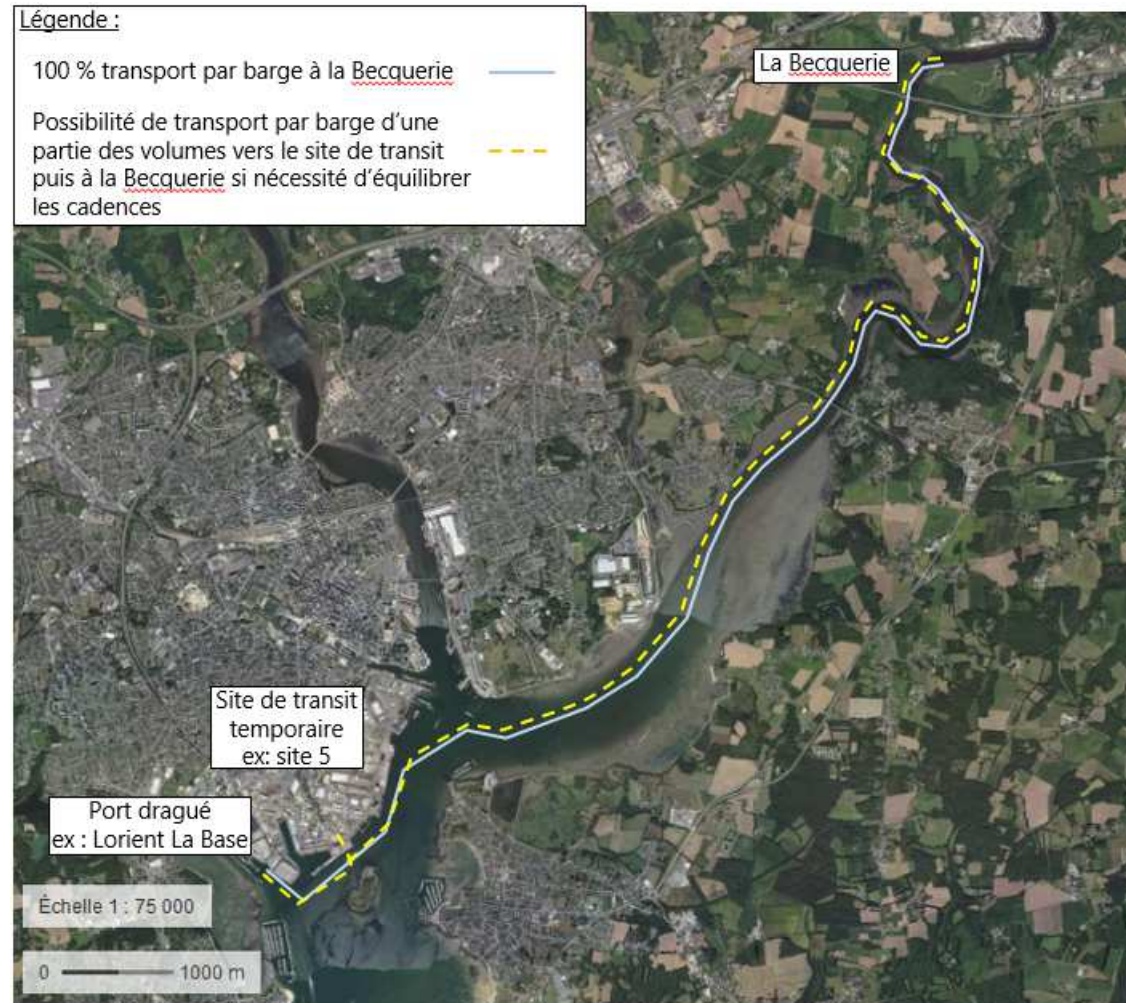 Légende :
100 % transport par barge à la Becquerie
Possibilité de transport par barge d'une
partie des volumes vers le site de transit
puis à la Becquerie si nécessité d'équilibrer
les cadences
La Becquerie
Site de transit
temporaire
ex: site 5
Port dragué
ex : Lorient La Base
Échelle 1 : 75 000
0 1000 m